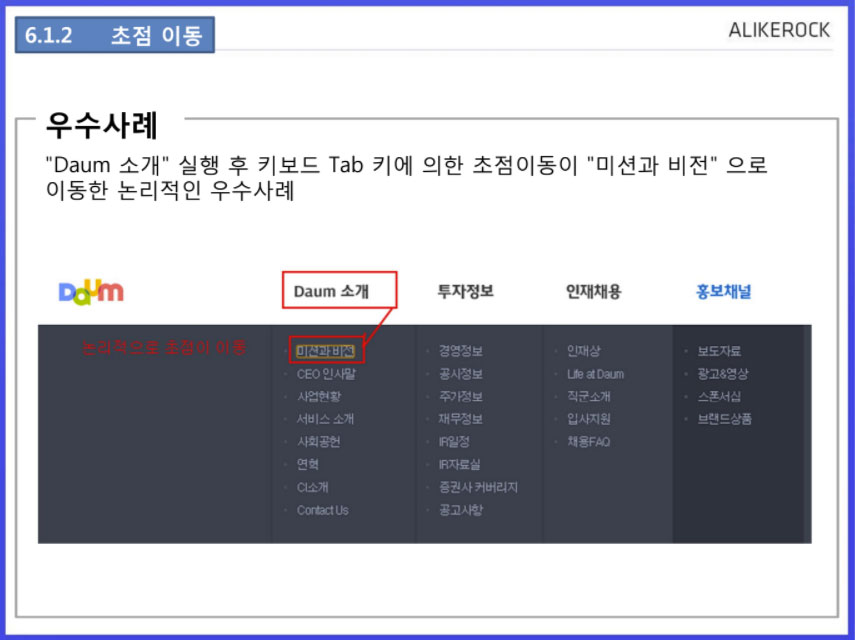 6.1.2 초점 이동
ALIKEROCK
우수사례
"Daum 소개" 실행 후 키보드 Tab 키에 의한 초점이동이 "미션과 비전" 으로
이동한 논리적인 우수사례
Daum
Daum 소개
투자정보
인재채용
홍보채널
논리적으로 초점이 이동
미션과 비전
CEO 인사말
사업현황
서비스 소개
사회공헌
연혁
CI소개
Contact Us
경영정보
공시정보
주가정보
재무정보
IR일정
IR자료실
증권사 커버리지
공고사항
인재상
Life at Daum
직군소개
입사지원
채용FAQ
보도자료
광고&영상
스폰서십
브랜드상품